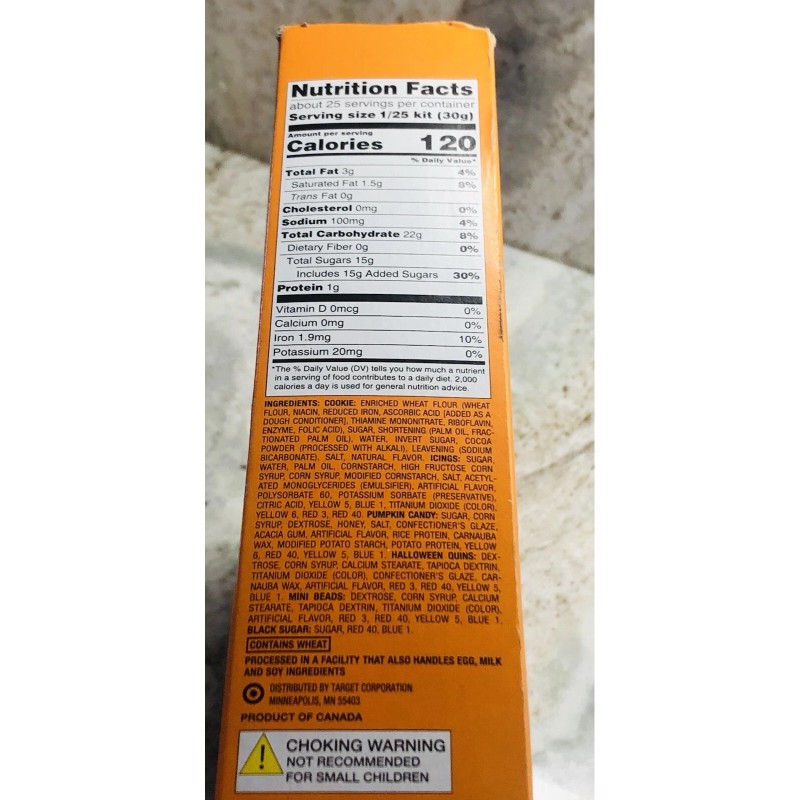 Nutrition Facts
about 25 servings per container
Serving size 1/25 kit (30g)
Amount per serving
Calories 120
% Daily Value*
Total Fat 3g 4%
Saturated Fat 1.5g 8%
Trans Fat 0g
Cholesterol 0mg 0%
Sodium 100mg 4%
Total Carbohydrate 22g 8%
Dietary Fiber 0g 0%
Total Sugars 15g
Includes 15g Added Sugars 30%
Protein 1g
Vitamin D 0mcg 0%
Calcium 0mg 0%
Iron 1.9mg 10%
Potassium 20mg 0%
*The % Daily Value (DV) tells you how much a nutrient
in a serving of food contributes to a daily diet. 2,000
calories a day is used for general nutrition advice.
INGREDIENTS: COOKIE: ENRICHED WHEAT FLOUR (WHEAT
FLOUR, NIACIN, REDUCED IRON, ASCORBIC ACID [ADDED AS A
DOUGH CONDITIONER], THIAMINE MONONITRATE, RIBOFLAVIN,
ENZYME, FOLIC ACID), SUGAR, SHORTENING (PALM OIL, FRAC-
TIONATED PALM OIL), WATER, INVERT SUGAR, COCOA
POWDER (PROCESSED WITH ALKALI), LEAVENING (SODIUM
BICARBONATE), SALT, NATURAL FLAVOR. ICINGS: SUGAR,
WATER, PALM OIL, CORNSTARCH, HIGH FRUCTOSE CORN
SYRUP, CORN SYRUP, MODIFIED CORNSTARCH, SALT, ACETYL-
ATED MONOGLYCERIDES (EMULSIFIER), ARTIFICIAL FLAVOR,
POLYSORBATE 60, POTASSIUM SORBATE (PRESERVATIVE),
CITRIC ACID, YELLOW 5, BLUE 1, TITANIUM DIOXIDE (COLOR),
YELLOW 6, RED 3, RED 40. PUMPKIN CANDY: SUGAR, CORN
SYRUP, DEXTROSE, HONEY, SALT, CONFECTIONER'S GLAZE,
ACACIA GUM, ARTIFICIAL FLAVOR, RICE PROTEIN, CARNAUBA
WAX, MODIFIED POTATO STARCH, POTATO PROTEIN, YELLOW
6, RED 40, YELLOW 5, BLUE 1. HALLOWEEN QUINS: DEX-
TROSE, CORN SYRUP, CALCIUM STEARATE, TAPIOCA DEXTRIN,
TITANIUM DIOXIDE (COLOR), CONFECTIONER'S GLAZE, CAR-
NAUBA WAX, ARTIFICIAL FLAVOR, RED 3, RED 40, YELLOW 5,
BLUE 1. MINI BEADS: DEXTROSE, CORN SYRUP, CALCIUM
STEARATE, TAPIOCA DEXTRIN, TITANIUM DIOXIDE (COLOR),
ARTIFICIAL FLAVOR, RED 3, RED 40, YELLOW 5, BLUE 1.
BLACK SUGAR: SUGAR, RED 40, BLUE 1.
CONTAINS WHEAT
PROCESSED IN A FACILITY THAT ALSO HANDLES EGG, MILK
AND SOY INGREDIENTS
DISTRIBUTED BY TARGET CORPORATION
MINNEAPOLIS, MN 55403
PRODUCT OF CANADA
CHOKING WARNING
NOT RECOMMENDED
FOR SMALL CHILDREN